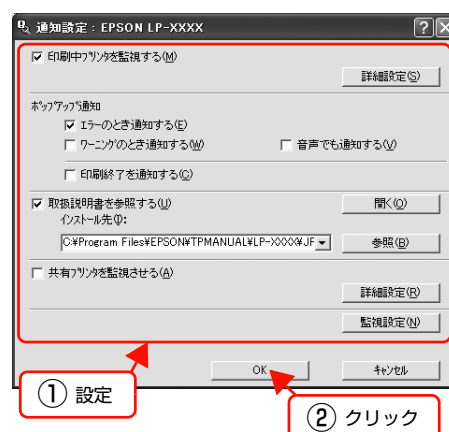 通知設定：EPSON LP-XXXX
印刷中プリンタを監視する(M)
詳細設定(S)
ポップアップ通知
エラーのとき通知する(E)
ワーニングのとき通知する(W) 音声でも通知する(V)
印刷終了を通知する(C)
取扱説明書を参照する(U) 開く(O)
インストール先(I):
C:¥Program Files¥EPSON¥TPMANUAL¥LP-XXXX¥JF 参照(B)
共有プリンタを監視させる(A)
詳細設定(R)
監視設定(N)
OK キャンセル
① 設定
② クリック